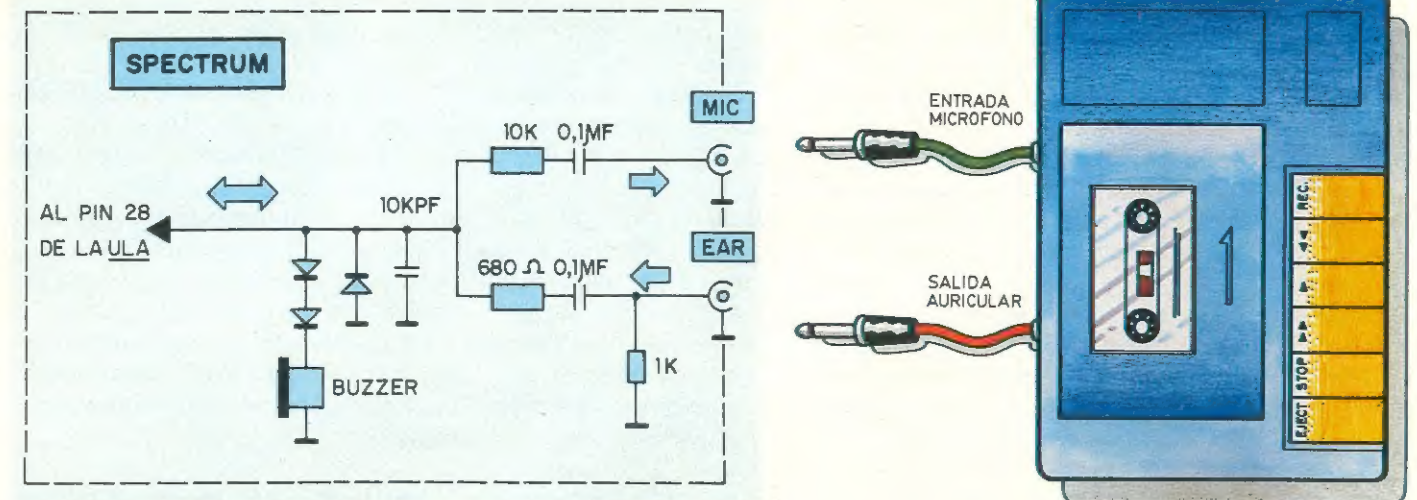 SPECTRUM
MIC
10K 0,1MF
AL PIN 28
DE LA ULA
10KPF
EAR
680 Ω 0,1MF
1K
BUZZER
ENTRADA
MICROFONO
SALIDA
AURICULAR
1
REC.
STOP
EJECT